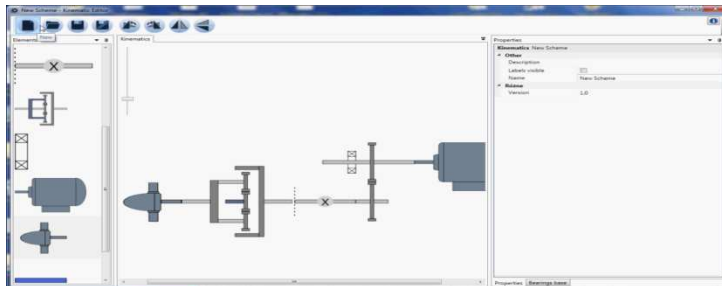 New Scheme - Kinematic Editor
New
Elements
Kinematics
Properties
Kinematics New Scheme
Other
Description
Labels visible
Name New Scheme
Version 1.0
Properties Bearings base